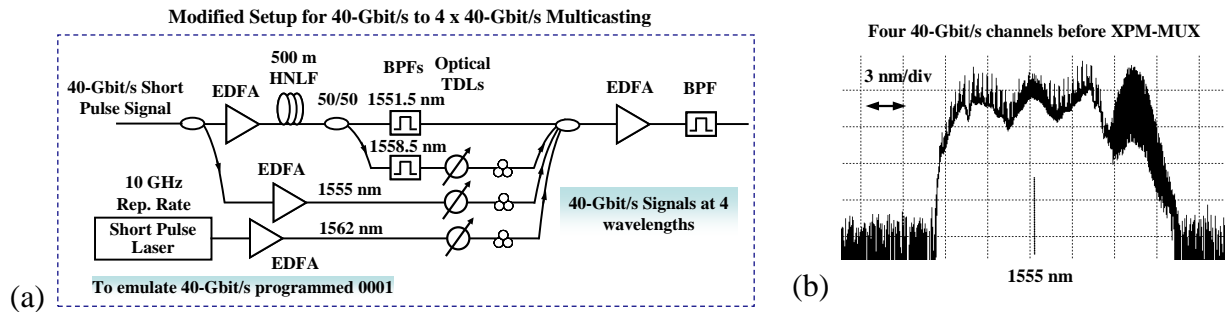 Modified Setup for 40-Gbit/s to 4 x 40-Gbit/s Multicasting
40-Gbit/s Short
Pulse Signal
EDFA
500 m
HNLF
50/50
BPFs
1551.5 nm
Optical
TDLs
EDFA
BPF
1558.5 nm
EDFA
1555 nm
10 GHz
Rep. Rate
Short Pulse
Laser
EDFA
1562 nm
40-Gbit/s Signals at 4
wavelengths
To emulate 40-Gbit/s programmed 0001
(a)
Four 40-Gbit/s channels before XPM-MUX
3 nm/div
1555 nm
(b)